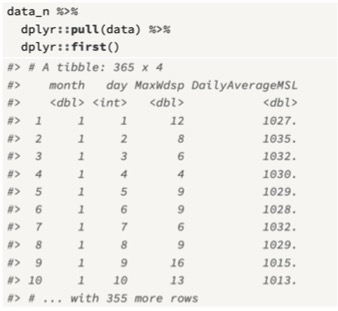 data_n %>%
dplyr::pull(data) %>%
dplyr::first()
#> # A tibble: 365 x 4
#> month day MaxWdsp DailyAverageMSL
#> <dbl> <int> <dbl> <dbl>
#> 1 1 1 12 1027.
#> 2 1 2 8 1035.
#> 3 1 3 6 1032.
#> 4 1 4 4 1030.
#> 5 1 5 9 1029.
#> 6 1 6 9 1028.
#> 7 1 7 6 1032.
#> 8 1 8 9 1029.
#> 9 1 9 16 1015.
#> 10 1 10 13 1013.
#> # ... with 355 more rows